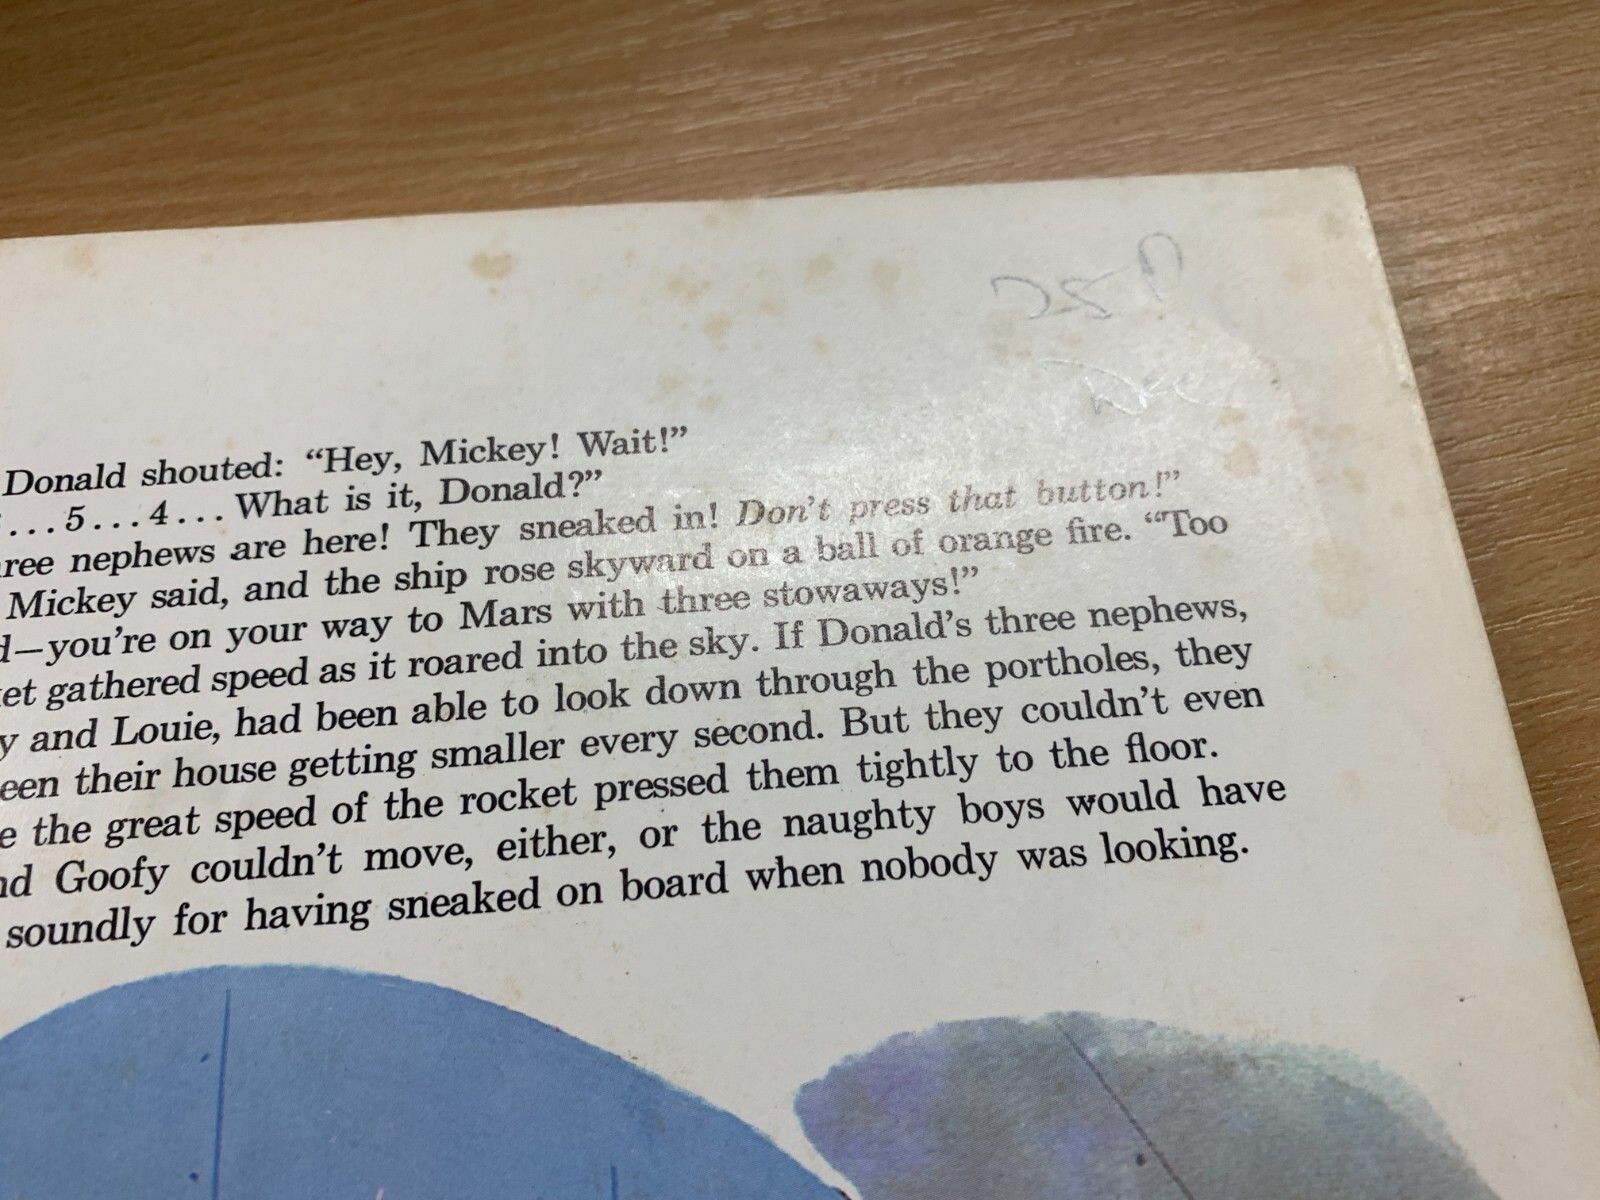 25p
Donald shouted: “Hey, Mickey! Wait!”
...5...4... What is it, Donald?”
nephews are here! They sneaked in! Don’t press that button!”
Mickey said, and the ship rose skyward on a ball of orange fire. “Too
—you’re on your way to Mars with three stowaways!”
gathered speed as it roared into the sky. If Donald’s three nephews,
and Louie, had been able to look down through the portholes, they
their house getting smaller every second. But they couldn’t even
the great speed of the rocket pressed them tightly to the floor.
Goofy couldn’t move, either, or the naughty boys would have
soundly for having sneaked on board when nobody was looking.